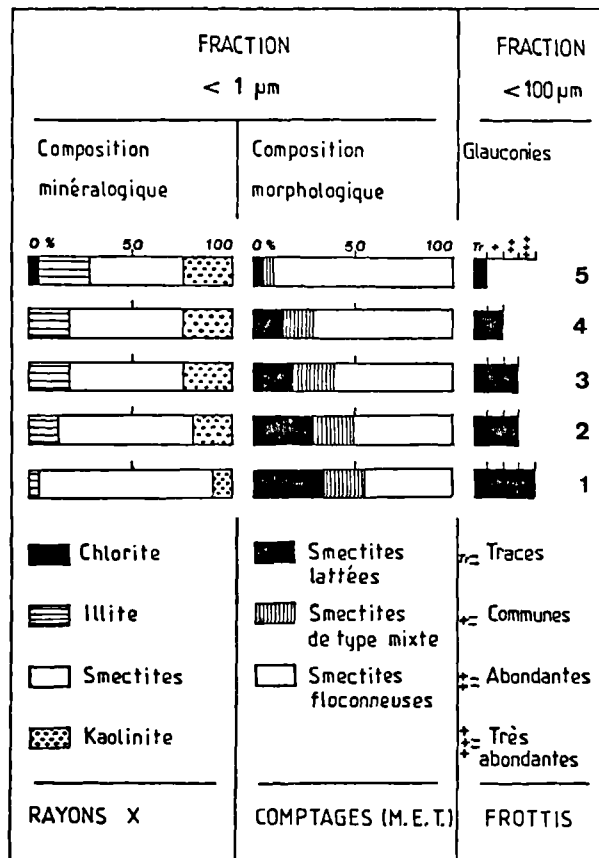 FRACTION
< 1 µm
FRACTION
<100µm
Composition
minéralogique
Composition
morphologique
Glauconies
0 % 50 100
0 % 50 100
Tr + ‡ +++
5
4
3
2
1
Chlorite
Illite
Smectites
Kaolinite
Smectites
lattées
Smectites
de type mixte
Smectites
floconneuses
Tr= Traces
+= Communes
‡= Abondantes
+++= Très
abondantes
RAYONS X
COMPTAGES (M.E.T.)
FROTTIS